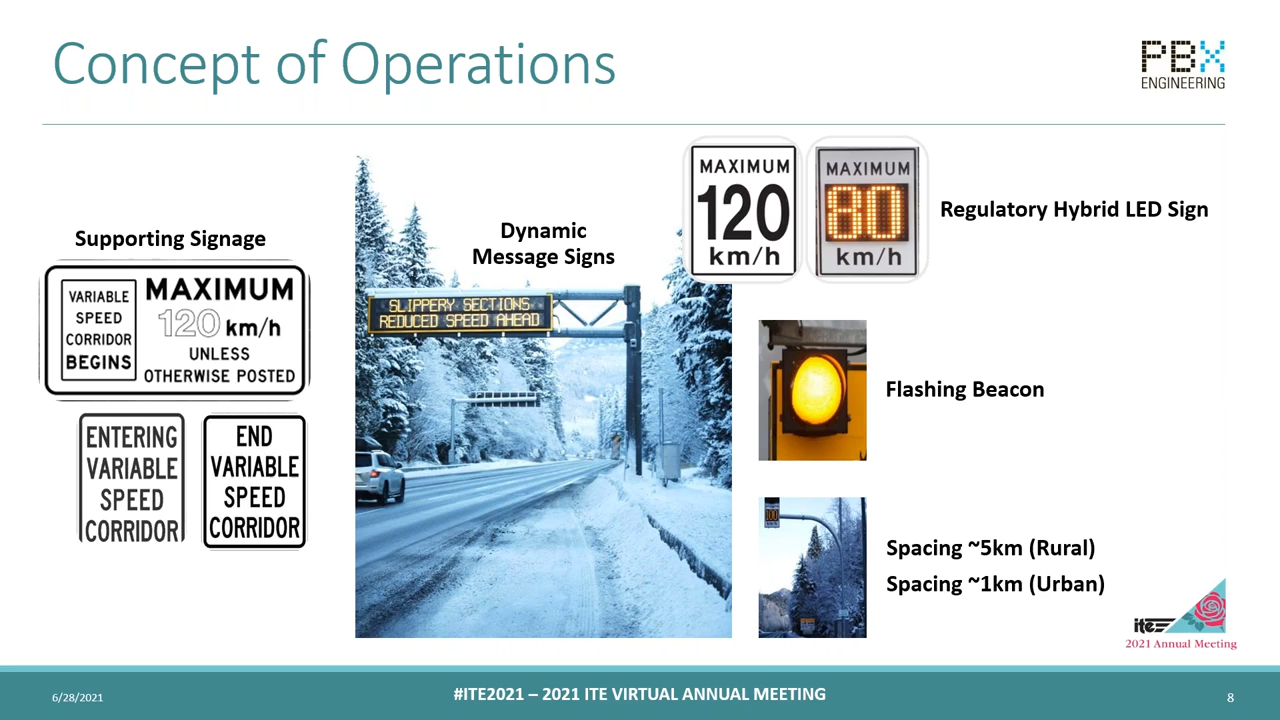 Concept of Operations
PBX
ENGINEERING
Supporting Signage
VARIABLE
SPEED
CORRIDOR
BEGINS
MAXIMUM
120 km/h
UNLESS
OTHERWISE POSTED
ENTERING
VARIABLE
SPEED
CORRIDOR
END
VARIABLE
SPEED
CORRIDOR
Dynamic
Message Signs
SLIPPERY SECTIONS
REDUCED SPEED AHEAD
MAXIMUM
120
km/h
MAXIMUM
80
km/h
Regulatory Hybrid LED Sign
Flashing Beacon
Spacing ~5km (Rural)
Spacing ~1km (Urban)
ite
2021 Annual Meeting
6/28/2021
#ITE2021 – 2021 ITE VIRTUAL ANNUAL MEETING
8